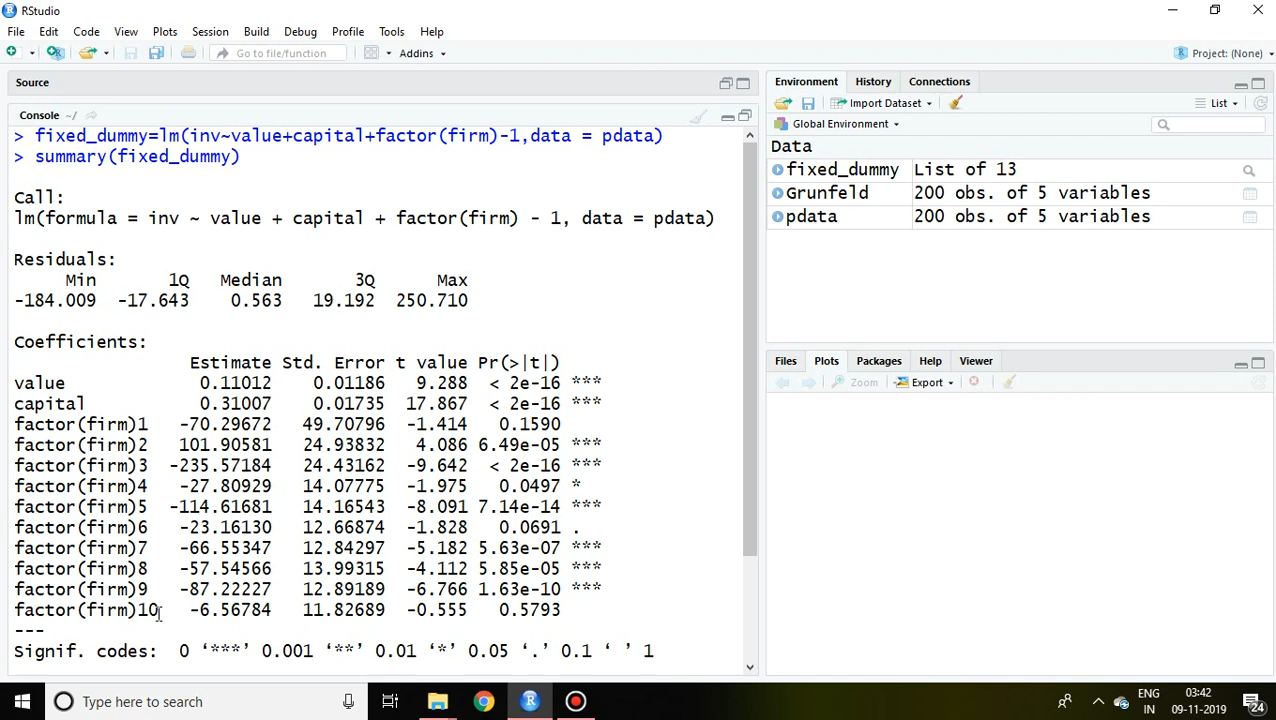 RStudio
File Edit Code View Plots Session Build Debug Profile Tools Help
Go to file/function Addins Project: (None)
Source
Console ~/
> fixed_dummy=lm(inv~value+capital+factor(firm)-1,data = pdata)
> summary(fixed_dummy)
Call:
lm(formula = inv ~ value + capital + factor(firm) - 1, data = pdata)
Residuals:
Min 1Q Median 3Q Max
-184.009 -17.643 0.563 19.192 250.710
Coefficients:
Estimate Std. Error t value Pr(>|t|)
value 0.11012 0.01186 9.288 < 2e-16 ***
capital 0.31007 0.01735 17.867 < 2e-16 ***
factor(firm)1 -70.29672 49.70796 -1.414 0.1590
factor(firm)2 101.90581 24.93832 4.086 6.49e-05 ***
factor(firm)3 -235.57184 24.43162 -9.642 < 2e-16 ***
factor(firm)4 -27.80929 14.07775 -1.975 0.0497 *
factor(firm)5 -114.61681 14.16543 -8.091 7.14e-14 ***
factor(firm)6 -23.16130 12.66874 -1.828 0.0691 .
factor(firm)7 -66.55347 12.84297 -5.182 5.63e-07 ***
factor(firm)8 -57.54566 13.99315 -4.112 5.85e-05 ***
factor(firm)9 -87.22227 12.89189 -6.766 1.63e-10 ***
factor(firm)10 -6.56784 11.82689 -0.555 0.5793
---
Signif. codes: 0 ‘***’ 0.001 ‘**’ 0.01 ‘*’ 0.05 ‘.’ 0.1 ‘ ’ 1
Environment History Connections
Import Dataset List
Global Environment
Data
fixed_dummy List of 13
Grunfeld 200 obs. of 5 variables
pdata 200 obs. of 5 variables
Files Plots Packages Help Viewer
Zoom Export
Type here to search
ENG
IN
03:42
09-11-2019
24